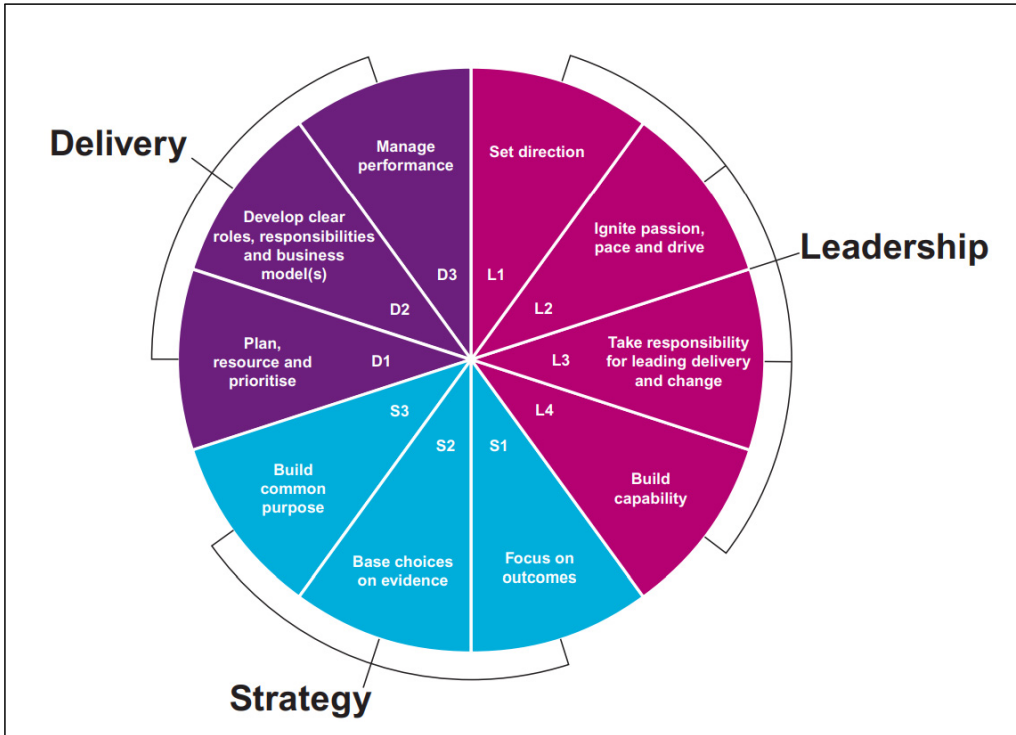 Delivery
Leadership
Strategy
Set direction
L1
Ignite passion,
pace and drive
L2
Take responsibility
for leading delivery
and change
L3
Build
capability
L4
Focus on
outcomes
S1
Base choices
on evidence
S2
Build
common
purpose
S3
Plan,
resource and
prioritise
D1
Develop clear
roles, responsibilities
and business
model(s)
D2
Manage
performance
D3